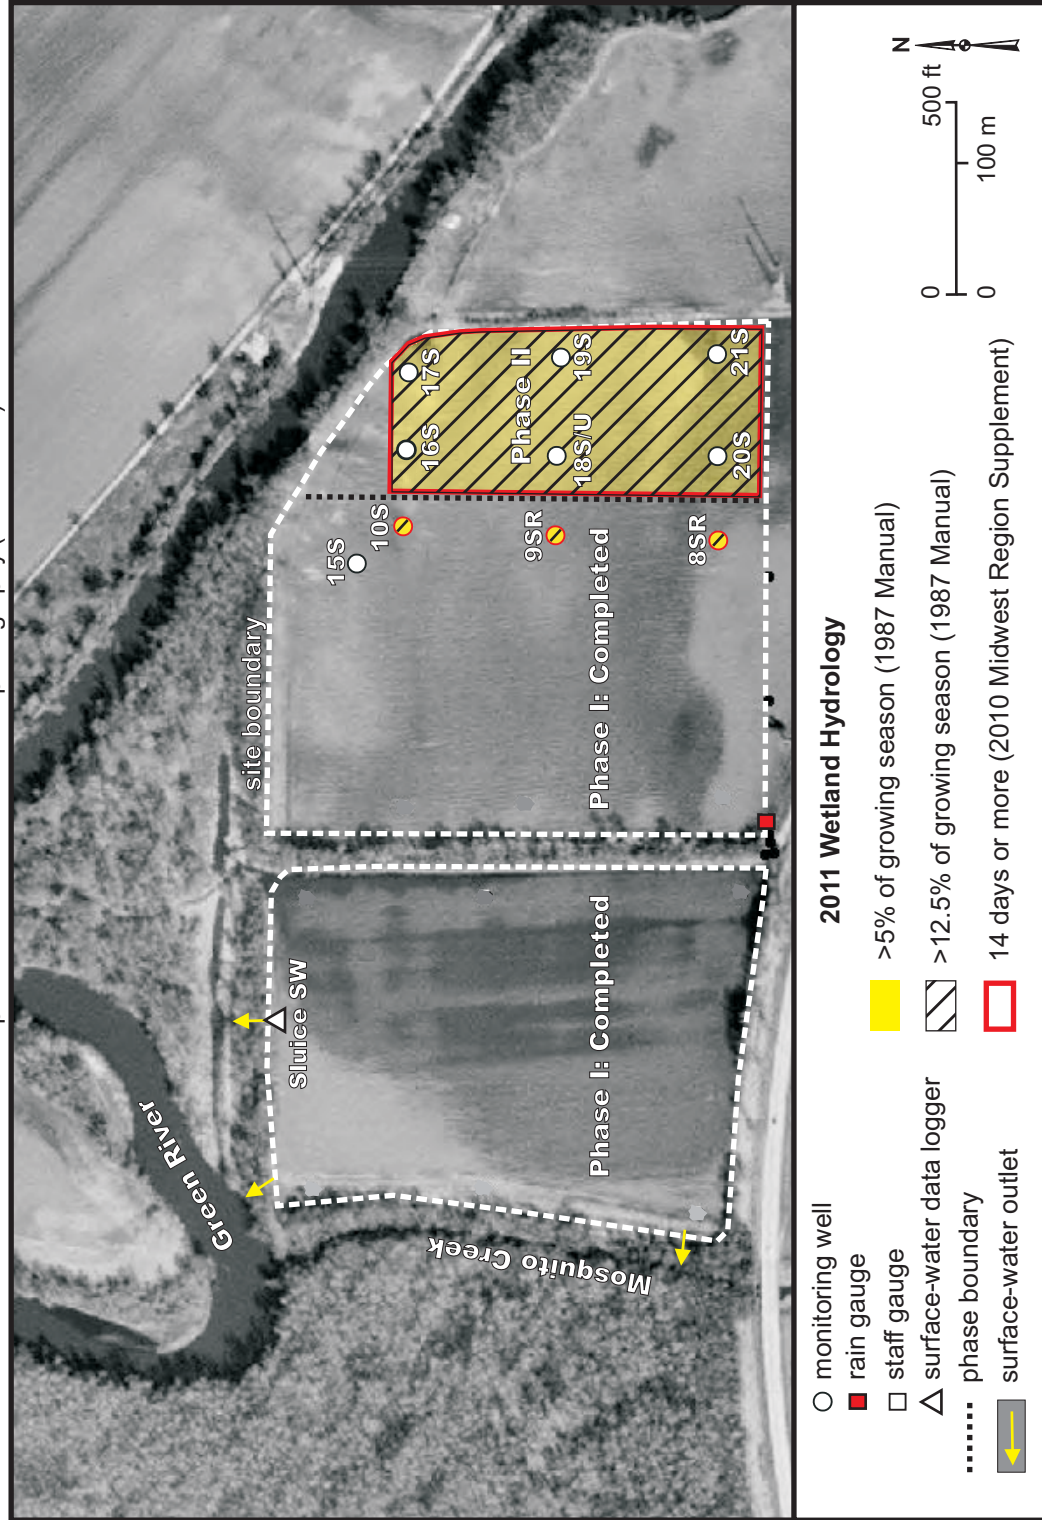 Green River
Mosquito Creek
Sluice SW
site boundary
Phase I: Completed
Phase I: Completed
15S
10S
9SR
8SR
16S
17S
Phase II
18S/U
19S
20S
21S
2011 Wetland Hydrology
monitoring well
rain gauge
staff gauge
surface-water data logger
phase boundary
surface-water outlet
>5% of growing season (1987 Manual)
>12.5% of growing season (1987 Manual)
14 days or more (2010 Midwest Region Supplement)
0 500 ft
0 100 m
N